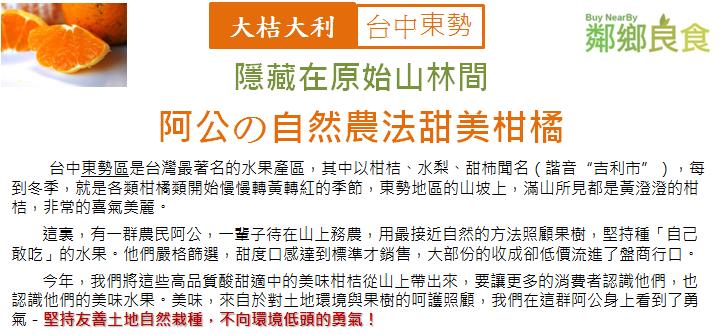 大桔大利 台中東勢
Buy NearBy
鄰鄉良食
隱藏在原始山林間
阿公の自然農法甜美柑橘
台中東勢區是台灣最著名的水果產區，其中以柑桔、水梨、甜柿聞名（諧音“吉利市”），每
到冬季，就是各類柑橘類開始慢慢轉黃轉紅的季節，東勢地區的山坡上，滿山所見都是黃澄澄的柑
桔，非常的喜氣美麗。
這裏，有一群農民阿公，一輩子待在山上務農，用最接近自然的方法照顧果樹，堅持種「自己
敢吃」的水果。他們嚴格篩選，甜度口感達到標準才銷售，大部份的收成卻低價流進了盤商行口。
今年，我們將這些高品質酸甜適中的美味柑桔從山上帶出來，要讓更多的消費者認識他們，也
認識他們的美味水果。美味，來自於對土地環境與果樹的呵護照顧，我們在這群阿公身上看到了勇
氣 – 堅持友善土地自然栽種，不向環境低頭的勇氣！